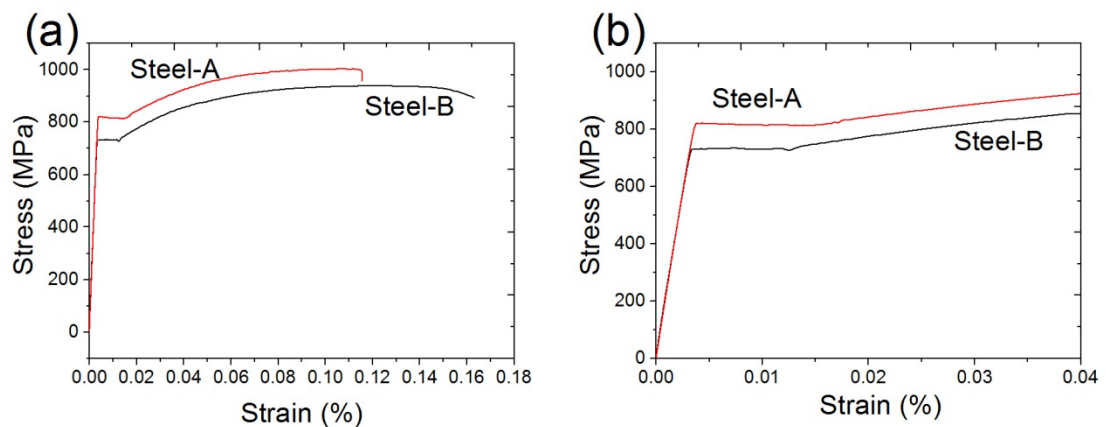 (a)
Stress (MPa)
1000
800
600
400
200
0
Steel-A
Steel-B
0.00 0.02 0.04 0.06 0.08 0.10 0.12 0.14 0.16 0.18
Strain (%)
(b)
Stress (MPa)
1000
800
600
400
200
0
Steel-A
Steel-B
0.00 0.01 0.02 0.03 0.04
Strain (%)